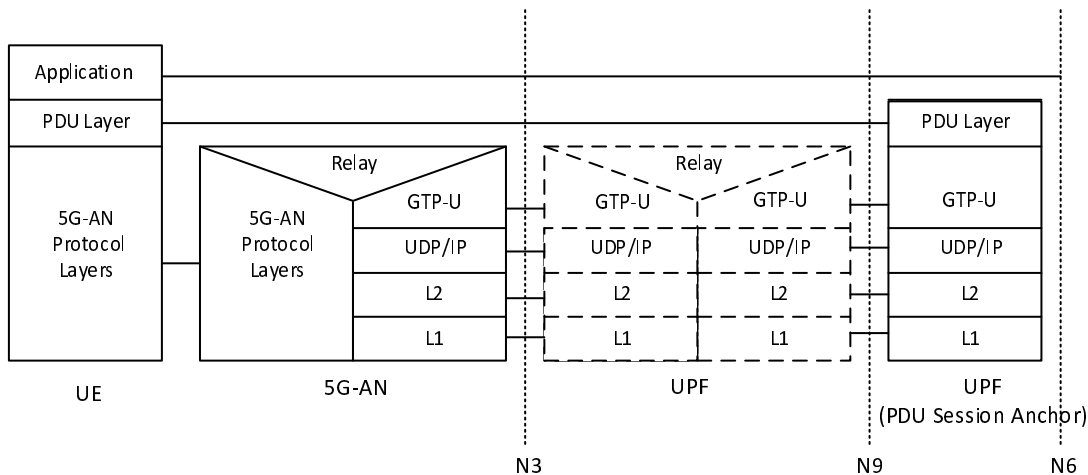 Application
PDU Layer
PDU Layer
Relay
Relay
5G-AN
Protocol
Layers
5G-AN
Protocol
Layers
GTP-U
GTP-U
GTP-U
GTP-U
UDP/IP
UDP/IP
UDP/IP
UDP/IP
L2
L2
L2
L2
L1
L1
L1
L1
UE
5G-AN
UPF
UPF
(PDU Session Anchor)
N3
N9
N6